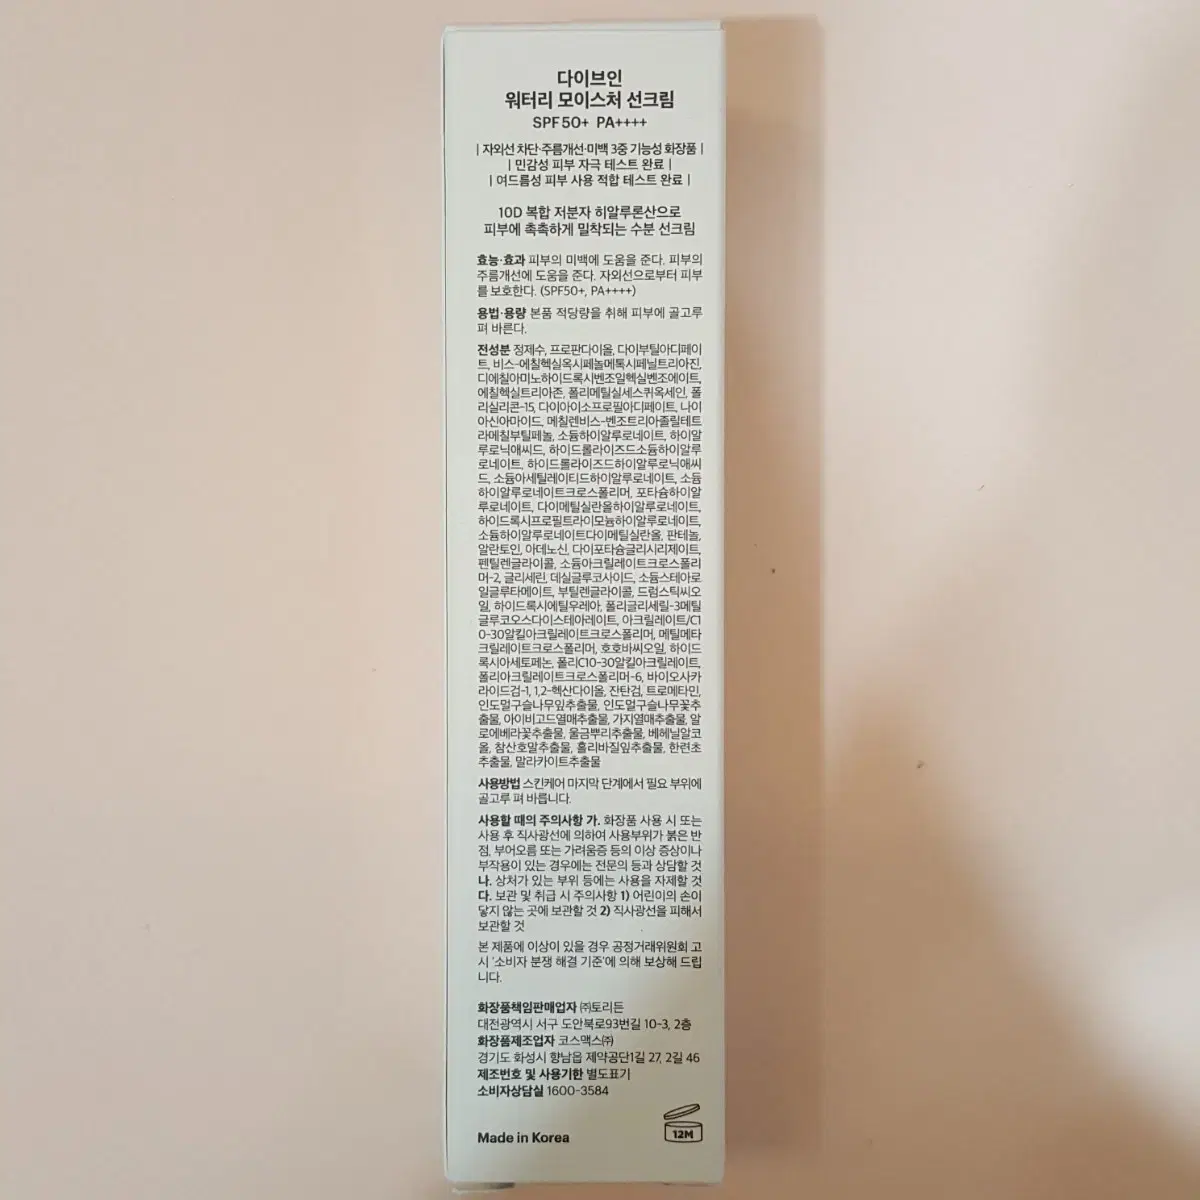 다이브인
워터리 모이스처 선크림
SPF50+ PA++++
| 자외선 차단·주름개선·미백 3중 기능성 화장품 |
| 민감성 피부 자극 테스트 완료 |
| 여드름성 피부 사용 적합 테스트 완료 |
10D 복합 저분자 히알루론산으로
피부에 촉촉하게 밀착되는 수분 선크림
효능·효과 피부의 미백에 도움을 준다. 피부의
주름개선에 도움을 준다. 자외선으로부터 피부
를 보호한다. (SPF50+, PA++++)
용법·용량 본품 적당량을 취해 피부에 골고루
펴 바른다.
전성분 정제수, 프로판다이올, 다이부틸아디페이
트, 비스-에칠헥실옥시페놀메톡시페닐트리아진,
디에칠아미노하이드록시벤조일헥실벤조에이트,
에칠헥실트리아존, 폴리메틸실세스퀴옥세인, 폴
리실리콘-15, 다이아이소프로필아디페이트, 나이
아신아마이드, 메칠렌비스-벤조트리아졸릴테트
라메칠부틸페놀, 소듐하이알루로네이트, 하이알
루로닉애씨드, 하이드롤라이즈드소듐하이알루
로네이트, 하이드롤라이즈드하이알루로닉애씨
드, 소듐아세틸레이티드하이알루로네이트, 소듐
하이알루로네이트크로스폴리머, 포타슘하이알
루로네이트, 다이메틸실란올하이알루로네이트,
하이드록시프로필트라이모늄하이알루로네이트,
소듐하이알루로네이트다이메틸실란올, 판테놀,
알란토인, 아데노신, 다이포타슘글리시리제이트,
펜틸렌글라이콜, 소듐아크릴레이트크로스폴리
머-2, 글리세린, 데실글루코사이드, 소듐스테아로
일글루타메이트, 부틸렌글라이콜, 드럼스틱씨오
일, 하이드록시에틸우레아, 폴리글리세릴-3메틸
글루코오스다이스테아레이트, 아크릴레이트/C1
0-30알킬아크릴레이트크로스폴리머, 메틸메타
크릴레이트크로스폴리머, 호호바씨오일, 하이드
록시아세토페논, 폴리C10-30알킬아크릴레이트,
폴리아크릴레이트크로스폴리머-6, 바이오사카
라이드검-1, 1,2-헥산다이올, 잔탄검, 트로메타민,
인도멀구슬나무잎추출물, 인도멀구슬나무꽃추
출물, 아이비고드열매추출물, 가지열매추출물, 알
로에베라꽃추출물, 울금뿌리추출물, 베헤닐알코
올, 참산호말추출물, 홀리바질잎추출물, 한련초
추출물, 말라카이트추출물
사용방법 스킨케어 마지막 단계에서 필요 부위에
골고루 펴 바릅니다.
사용할 때의 주의사항 가. 화장품 사용 시 또는
사용 후 직사광선에 의하여 사용부위가 붉은 반
점, 부어오름 또는 가려움증 등의 이상 증상이나
부작용이 있는 경우에는 전문의 등과 상담할 것
나. 상처가 있는 부위 등에는 사용을 자제할 것
다. 보관 및 취급 시 주의사항 1) 어린이의 손이
닿지 않는 곳에 보관할 것 2) 직사광선을 피해서
보관할 것
본 제품에 이상이 있을 경우 공정거래위원회 고
시 '소비자 분쟁 해결 기준'에 의해 보상해 드립
니다.
화장품책임판매업자 ㈜토리든
대전광역시 서구 도안북로93번길 10-3, 2층
화장품제조업자 코스맥스㈜
경기도 화성시 향남읍 제약공단1길 27, 2길 46
제조번호 및 사용기한 별도표기
소비자상담실 1600-3584
Made in Korea
12M